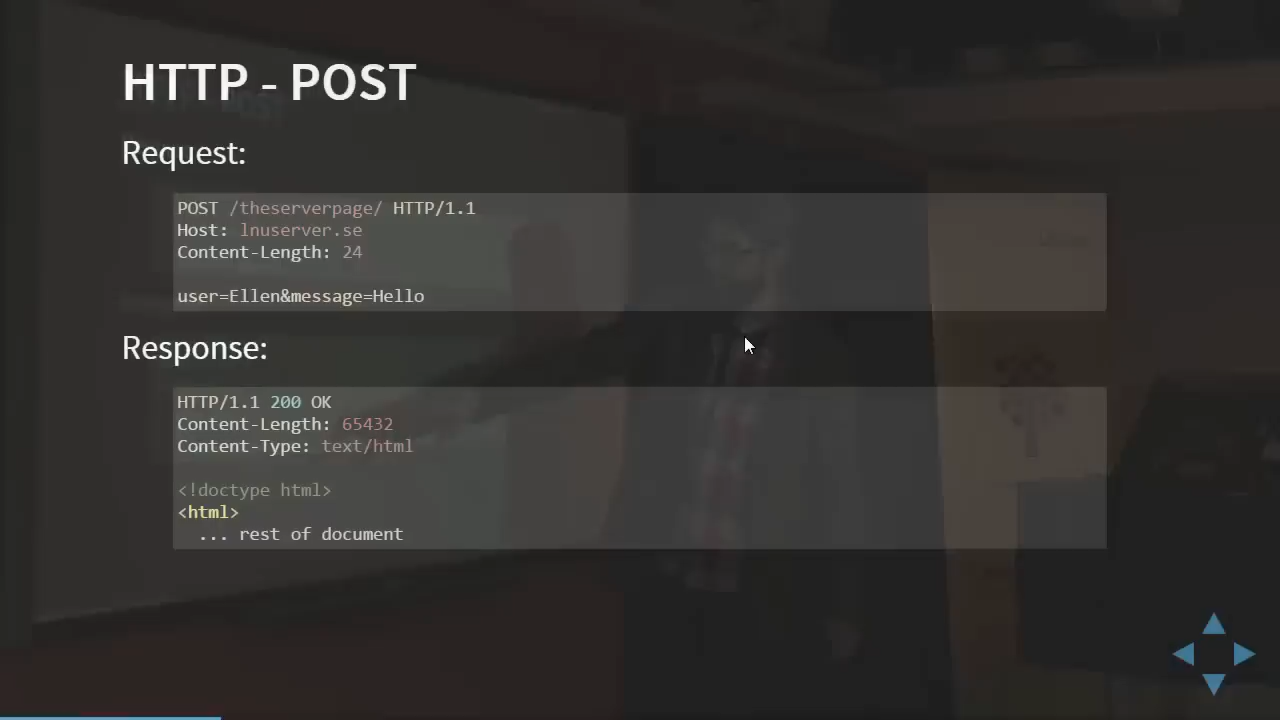 HTTP - POST
Request:
POST /theserverpage/ HTTP/1.1
Host: lnuserver.se
Content-Length: 24
user=Ellen&message=Hello
Response:
HTTP/1.1 200 OK
Content-Length: 65432
Content-Type: text/html
<!doctype html>
<html>
... rest of document